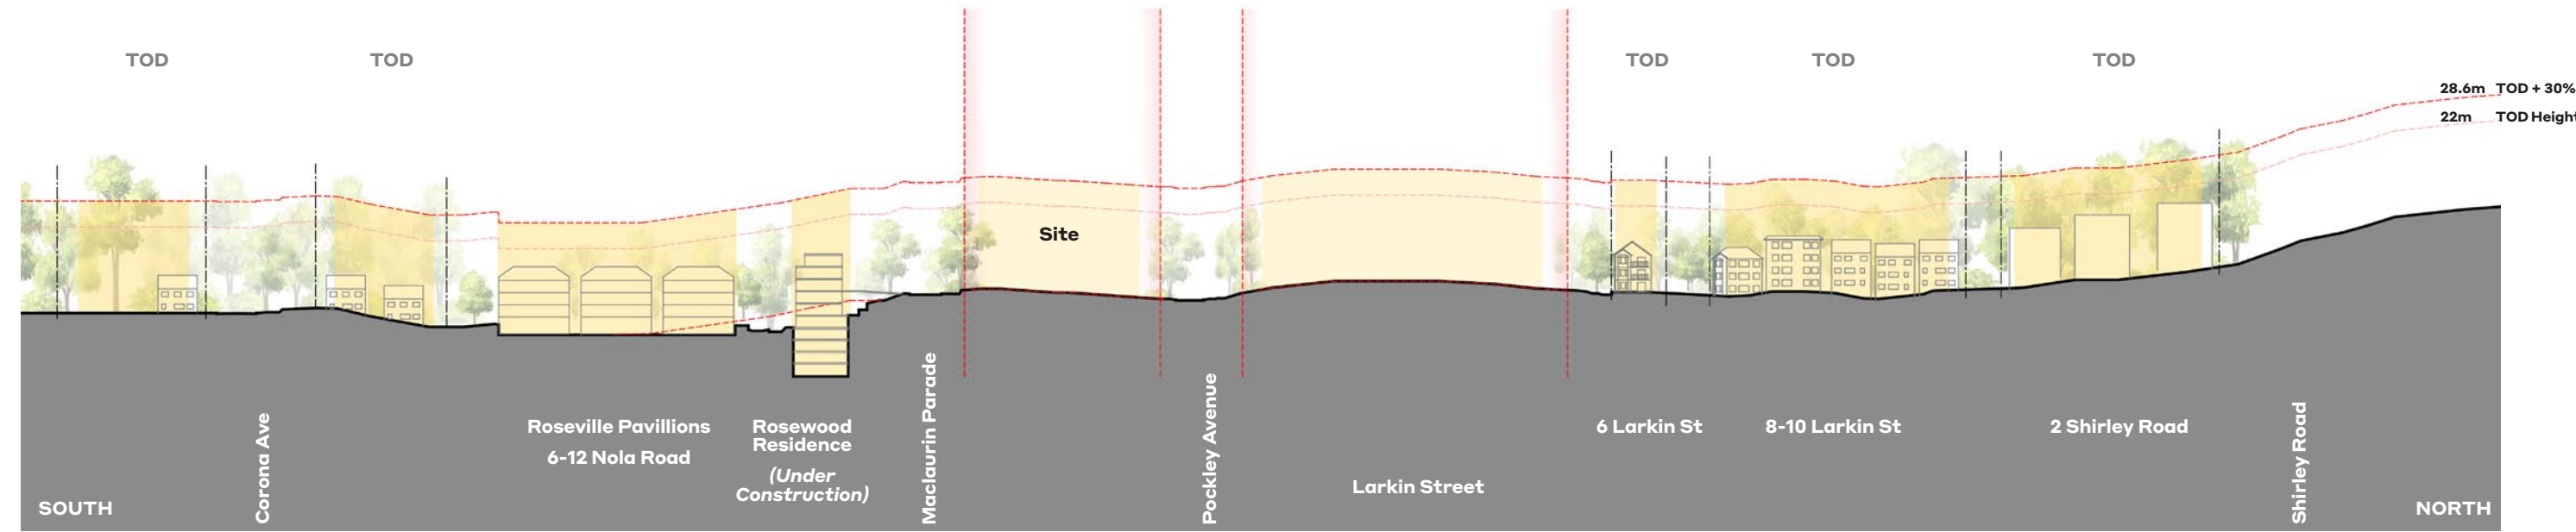 TOD
TOD
TOD
TOD
TOD
28.6m TOD + 30%
22m TOD Height
Site
Corona Ave
Roseville Pavillions
6-12 Nola Road
Rosewood
Residence
(Under
Construction)
Maclaurin Parade
Pockley Avenue
Larkin Street
6 Larkin St
8-10 Larkin St
2 Shirley Road
Shirley Road
SOUTH
NORTH